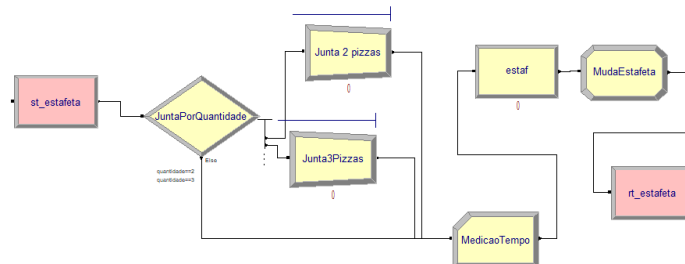 st_estafeta
JuntaPorQuantidade
Else
quantidade==2
quantidade==3
Junta 2 pizzas
0
Junta3Pizzas
0
MedicaoTempo
estaf
0
MudaEstafeta
rt_estafeta